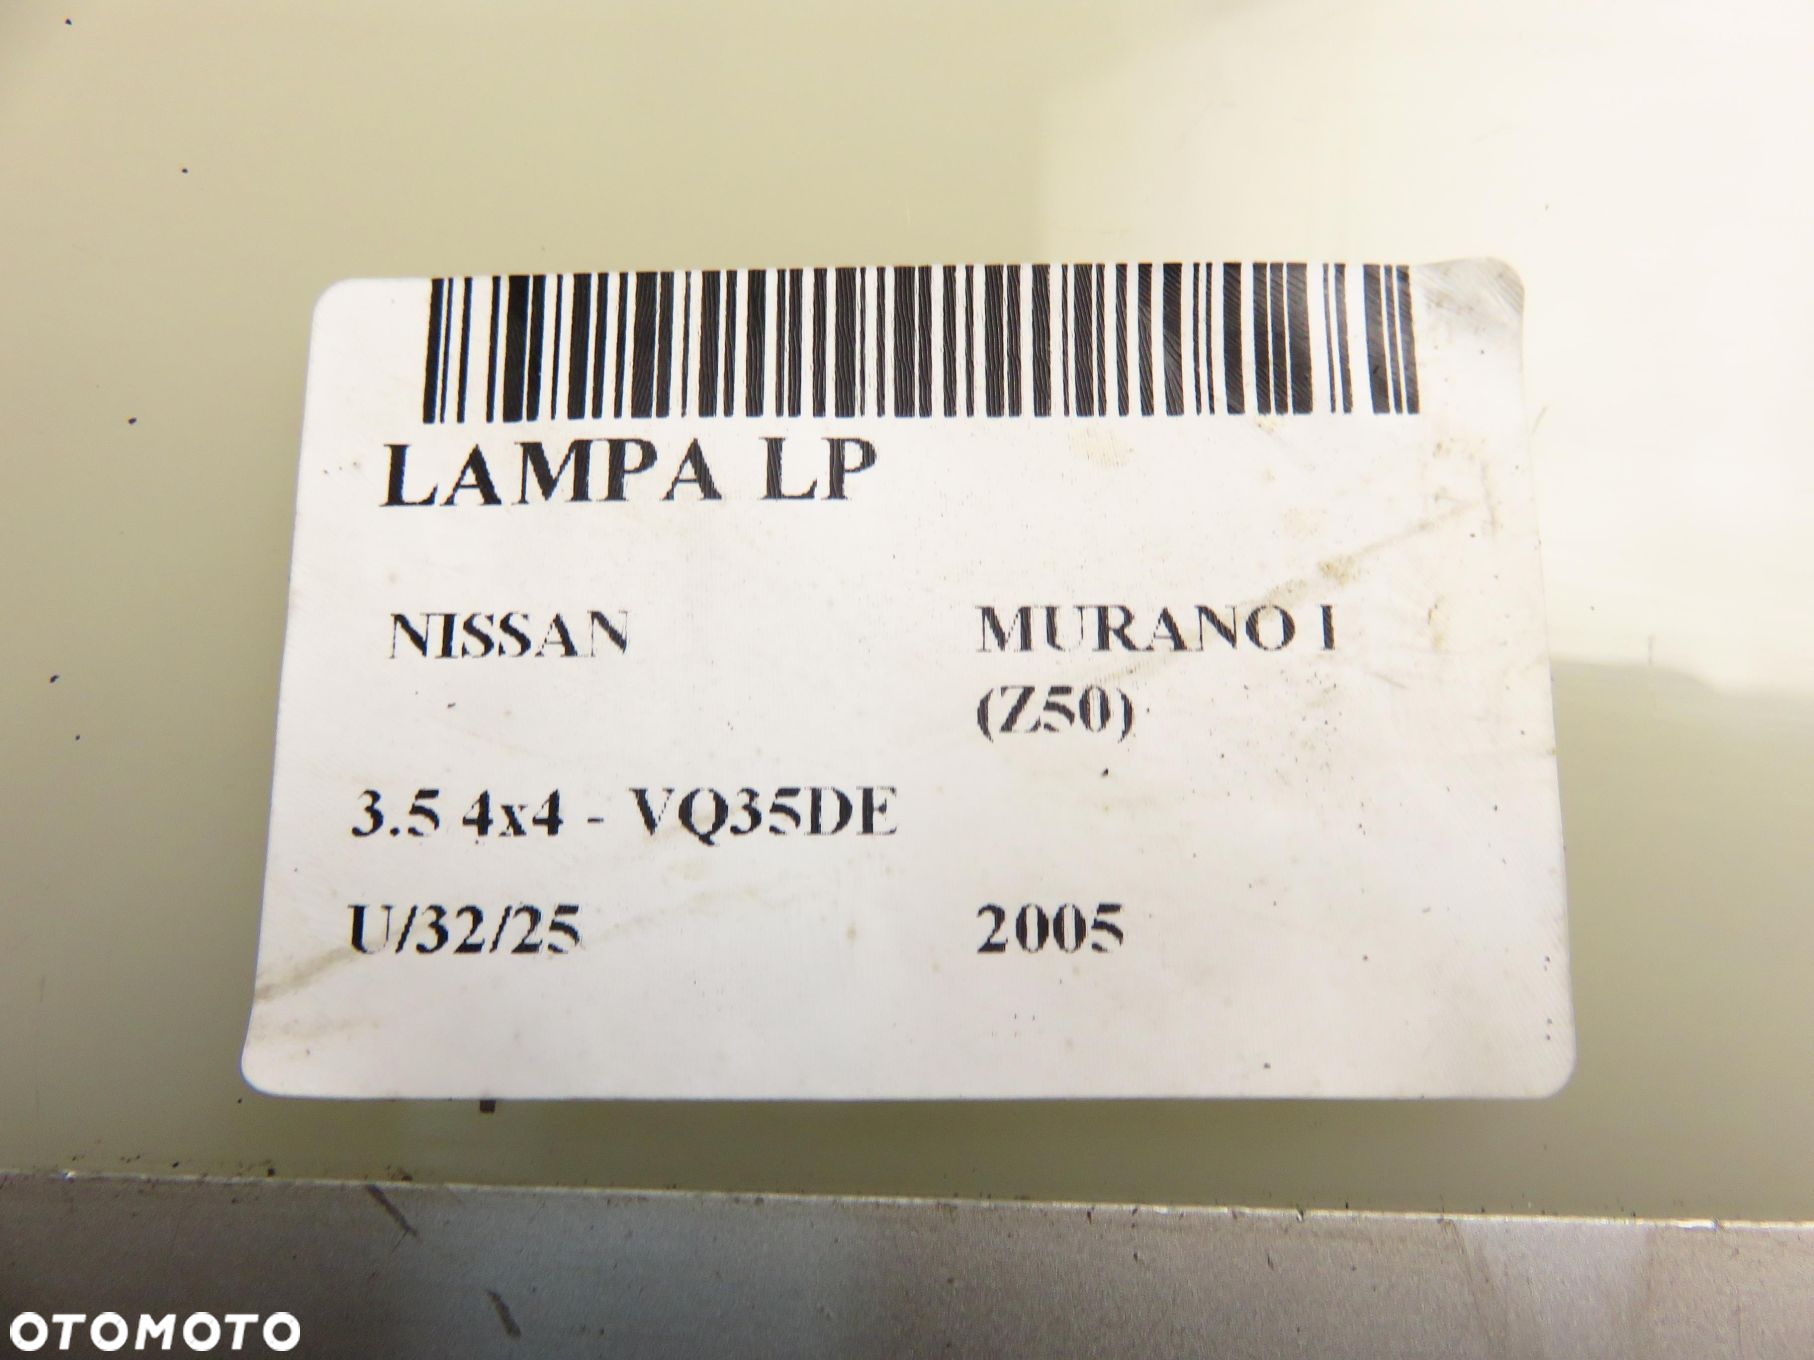 LAMPA LP
NISSAN MURANO I
(Z50)
3.5 4x4 - VQ35DE
U/32/25 2005
OTOMOTO